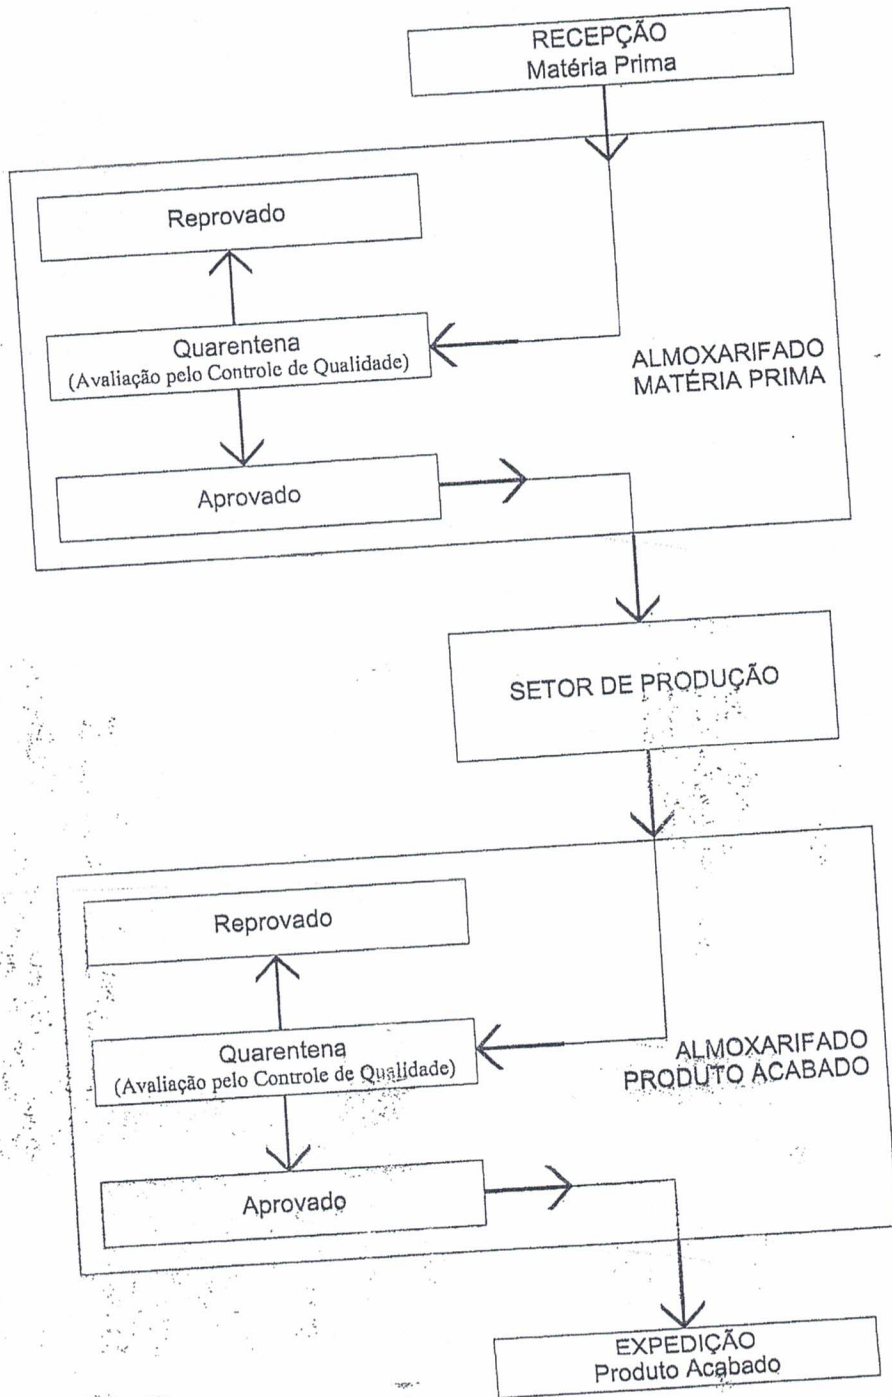 RECEPÇÃO
Matéria Prima
Reprovado
Quarentena
(Avaliação pelo Controle de Qualidade)
ALMOXARIFADO
MATÉRIA PRIMA
Aprovado
SETOR DE PRODUÇÃO
Reprovado
Quarentena
(Avaliação pelo Controle de Qualidade)
ALMOXARIFADO
PRODUTO ACABADO
Aprovado
EXPEDIÇÃO
Produto Acabado